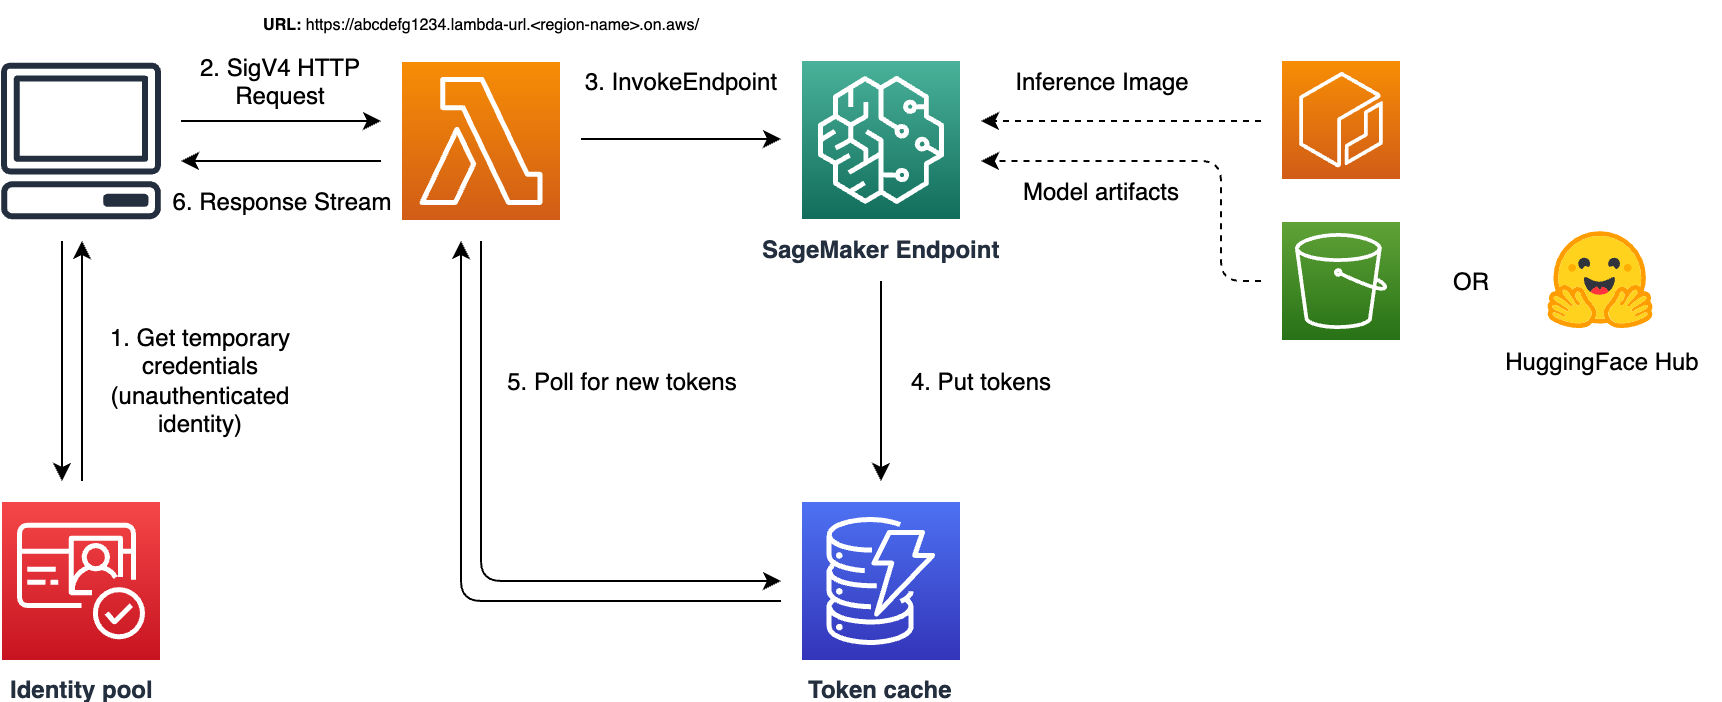 URL: https://abcdefg1234.lambda-url.<region-name>.on.aws/
2. SigV4 HTTP
Request
3. InvokeEndpoint
Inference Image
6. Response Stream
Model artifacts
SageMaker Endpoint
OR
HuggingFace Hub
1. Get temporary
credentials
(unauthenticated
identity)
5. Poll for new tokens
4. Put tokens
Identity pool
Token cache